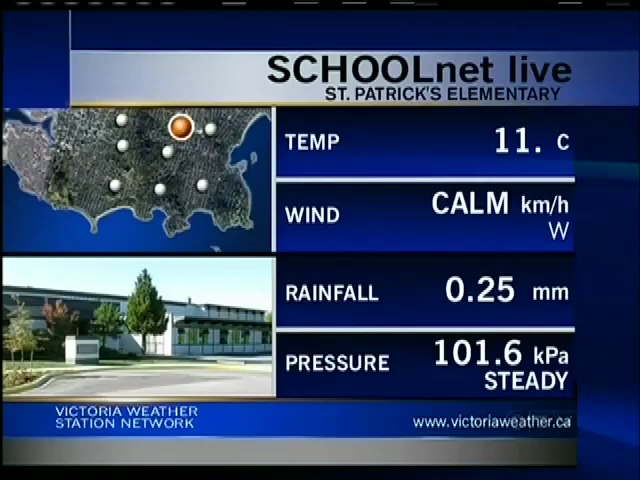 SCHOOLnet live
ST. PATRICK'S ELEMENTARY
TEMP 11. C
WIND CALM km/h
W
RAINFALL 0.25 mm
PRESSURE 101.6 kPa
STEADY
VICTORIA WEATHER
STATION NETWORK
www.victoriaweather.ca